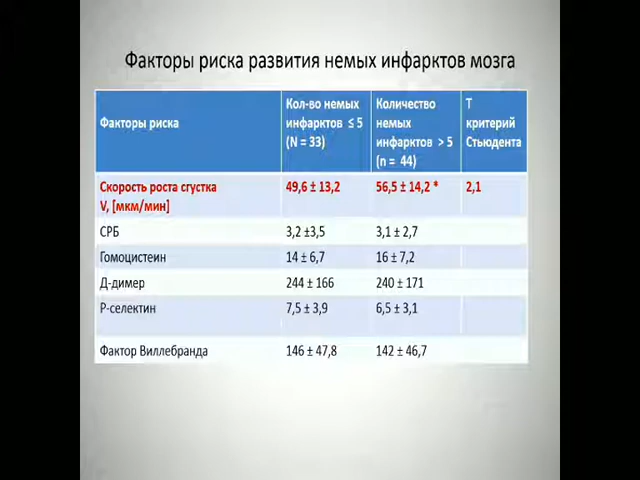 Факторы риска развития немых инфарктов мозга
Факторы риска
Кол-во немых
инфарктов ≤ 5
(N = 33)
Количество
немых
инфарктов > 5
(n = 44)
Т
критерий
Стьюдента
Скорость роста сгустка
V, [мкм/мин]
49,6 ± 13,2
56,5 ± 14,2 *
2,1
СРБ
3,2 ±3,5
3,1 ± 2,7
Гомоцистеин
14 ± 6,7
16 ± 7,2
Д-димер
244 ± 166
240 ± 171
Р-селектин
7,5 ± 3,9
6,5 ± 3,1
Фактор Виллебранда
146 ± 47,8
142 ± 46,7